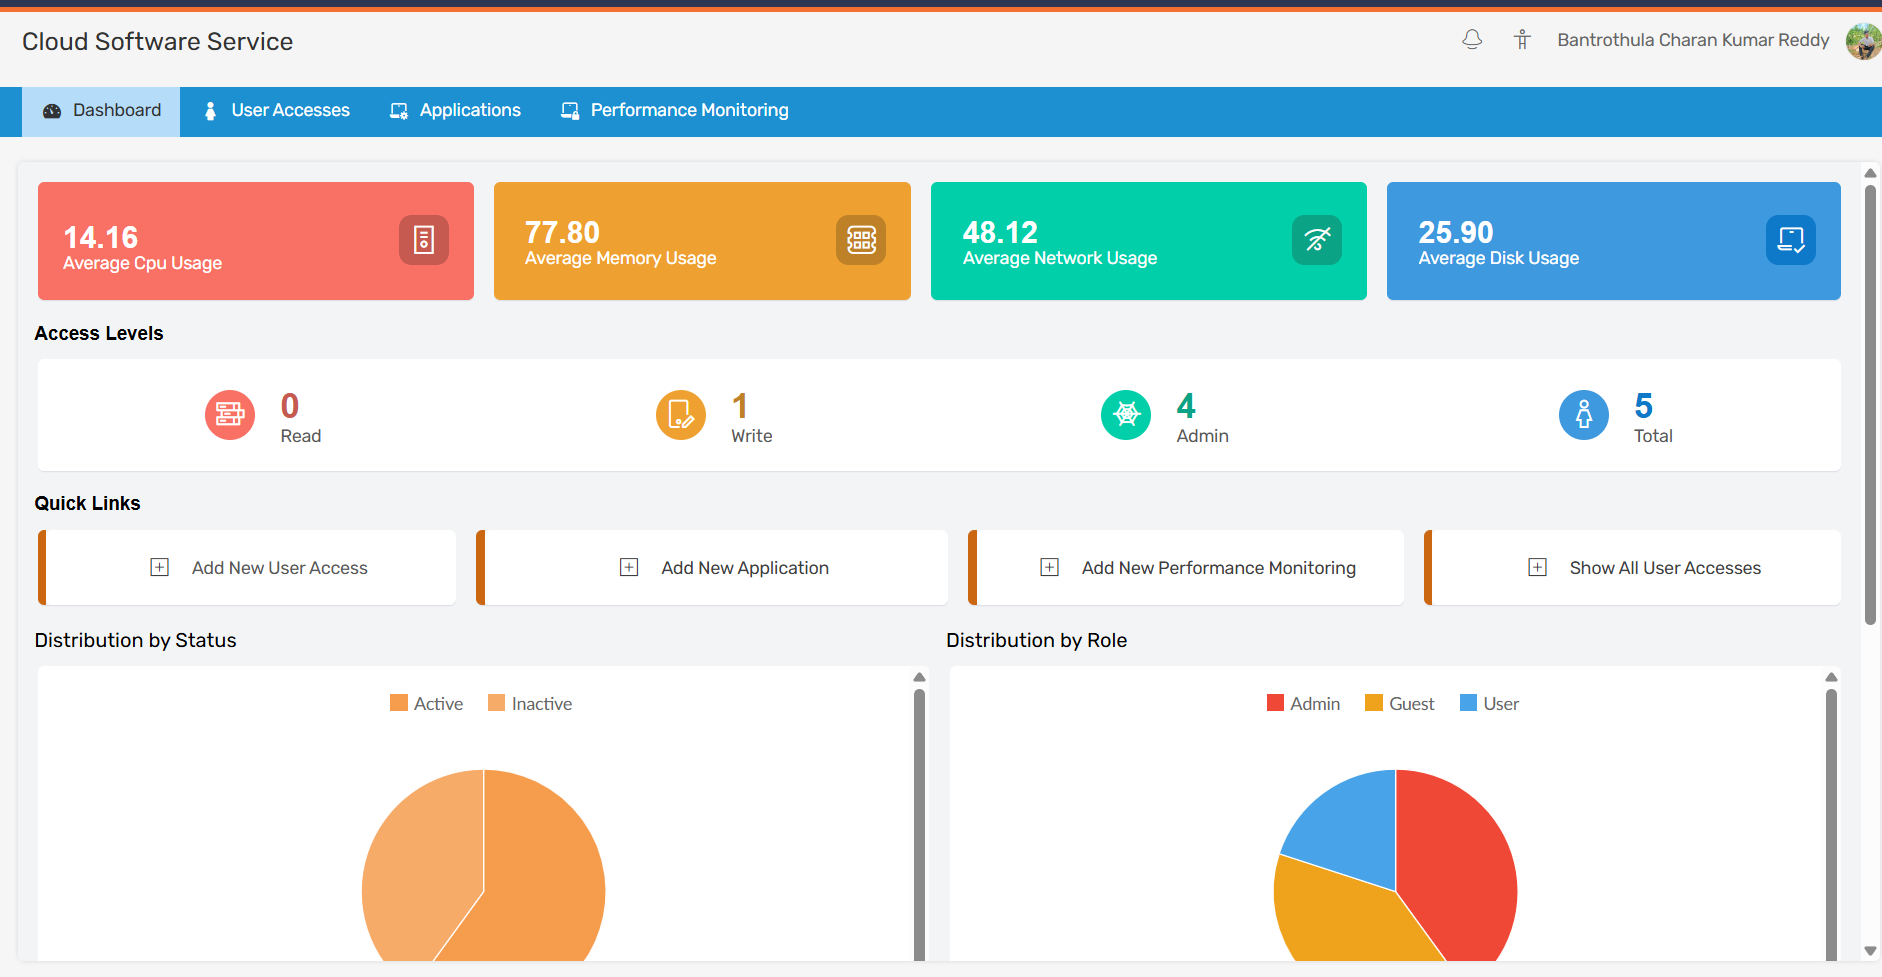 Cloud Software Service
Bantrothula Charan Kumar Reddy
Dashboard
User Accesses
Applications
Performance Monitoring
14.16
Average Cpu Usage
77.80
Average Memory Usage
48.12
Average Network Usage
25.90
Average Disk Usage
Access Levels
0
Read
1
Write
4
Admin
5
Total
Quick Links
Add New User Access
Add New Application
Add New Performance Monitoring
Show All User Accesses
Distribution by Status
Active
Inactive
Distribution by Role
Admin
Guest
User